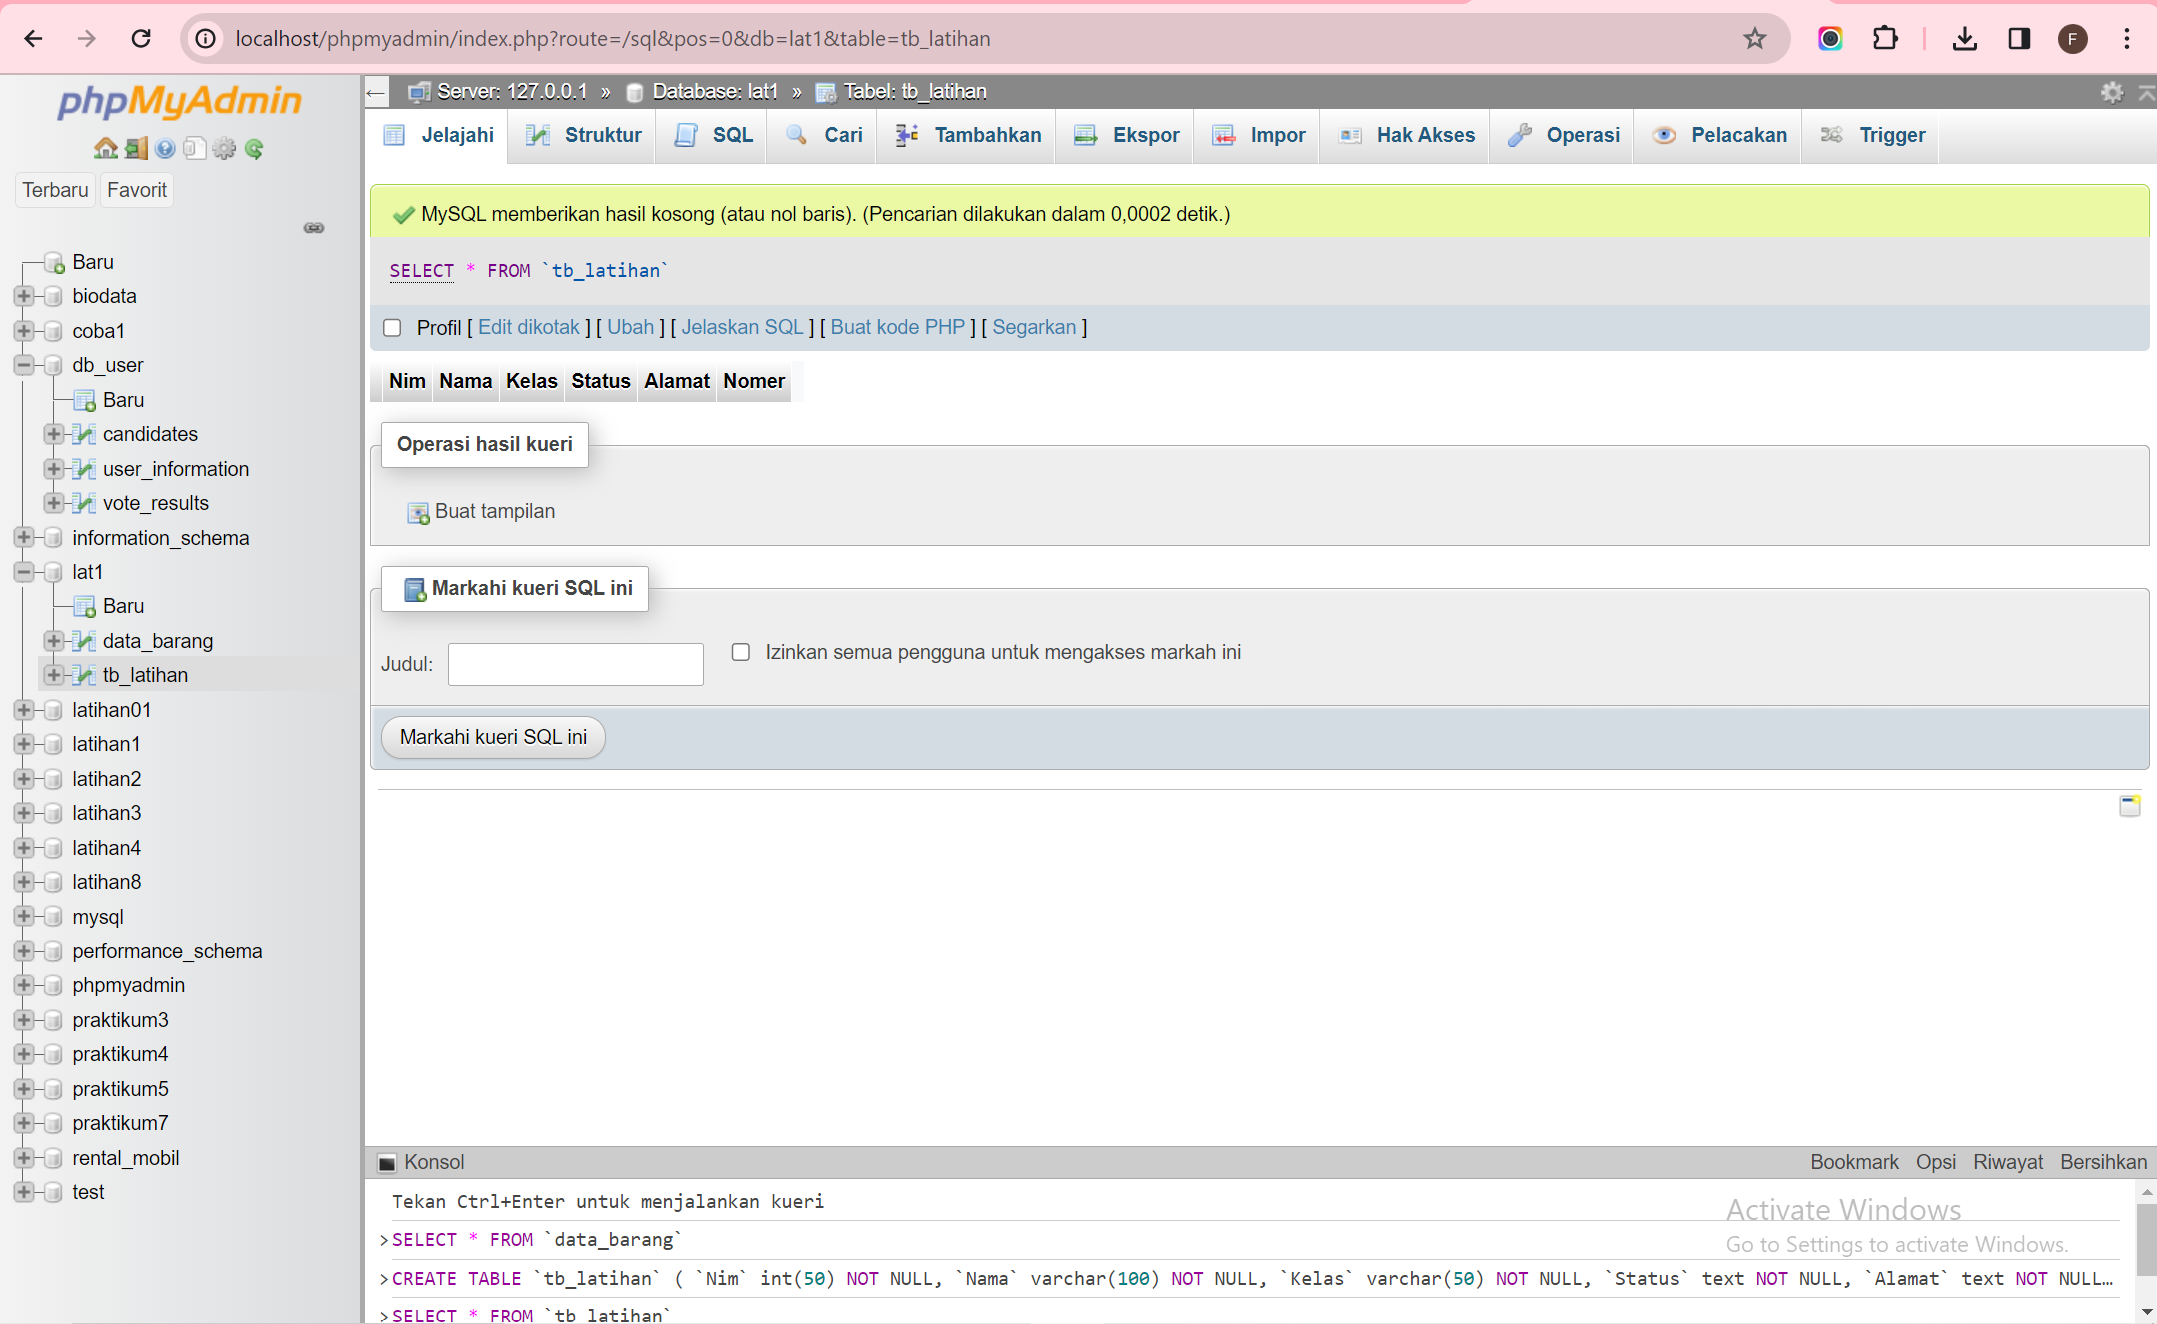 localhost/phpmyadmin/index.php?route=/sql&pos=0&db=lat1&table=tb_latihan
F
phpMyAdmin
Terbaru Favorit
Baru
biodata
coba1
db_user
Baru
candidates
user_information
vote_results
information_schema
lat1
Baru
data_barang
tb_latihan
latihan01
latihan1
latihan2
latihan3
latihan4
latihan8
mysql
performance_schema
phpmyadmin
praktikum3
praktikum4
praktikum5
praktikum7
rental_mobil
test
Server: 127.0.0.1 » Database: lat1 » Tabel: tb_latihan
Jelajahi Struktur SQL Cari Tambahkan Ekspor Impor Hak Akses Operasi Pelacakan Trigger
MySQL memberikan hasil kosong (atau nol baris). (Pencarian dilakukan dalam 0,0002 detik.)
SELECT * FROM `tb_latihan`
Profil [ Edit dikotak ] [ Ubah ] [ Jelaskan SQL ] [ Buat kode PHP ] [ Segarkan ]
Nim Nama Kelas Status Alamat Nomer
Operasi hasil kueri
Buat tampilan
Markahi kueri SQL ini
Judul: Izinkan semua pengguna untuk mengakses markah ini
Markahi kueri SQL ini
Konsol Bookmark Opsi Riwayat Bersihkan
Tekan Ctrl+Enter untuk menjalankan kueri
>SELECT * FROM `data_barang`
>CREATE TABLE `tb_latihan` ( `Nim` int(50) NOT NULL, `Nama` varchar(100) NOT NULL, `Kelas` varchar(50) NOT NULL, `Status` text NOT NULL, `Alamat` text NOT NULL…
>SELECT * FROM `tb_latihan`
Activate Windows
Go to Settings to activate Windows.